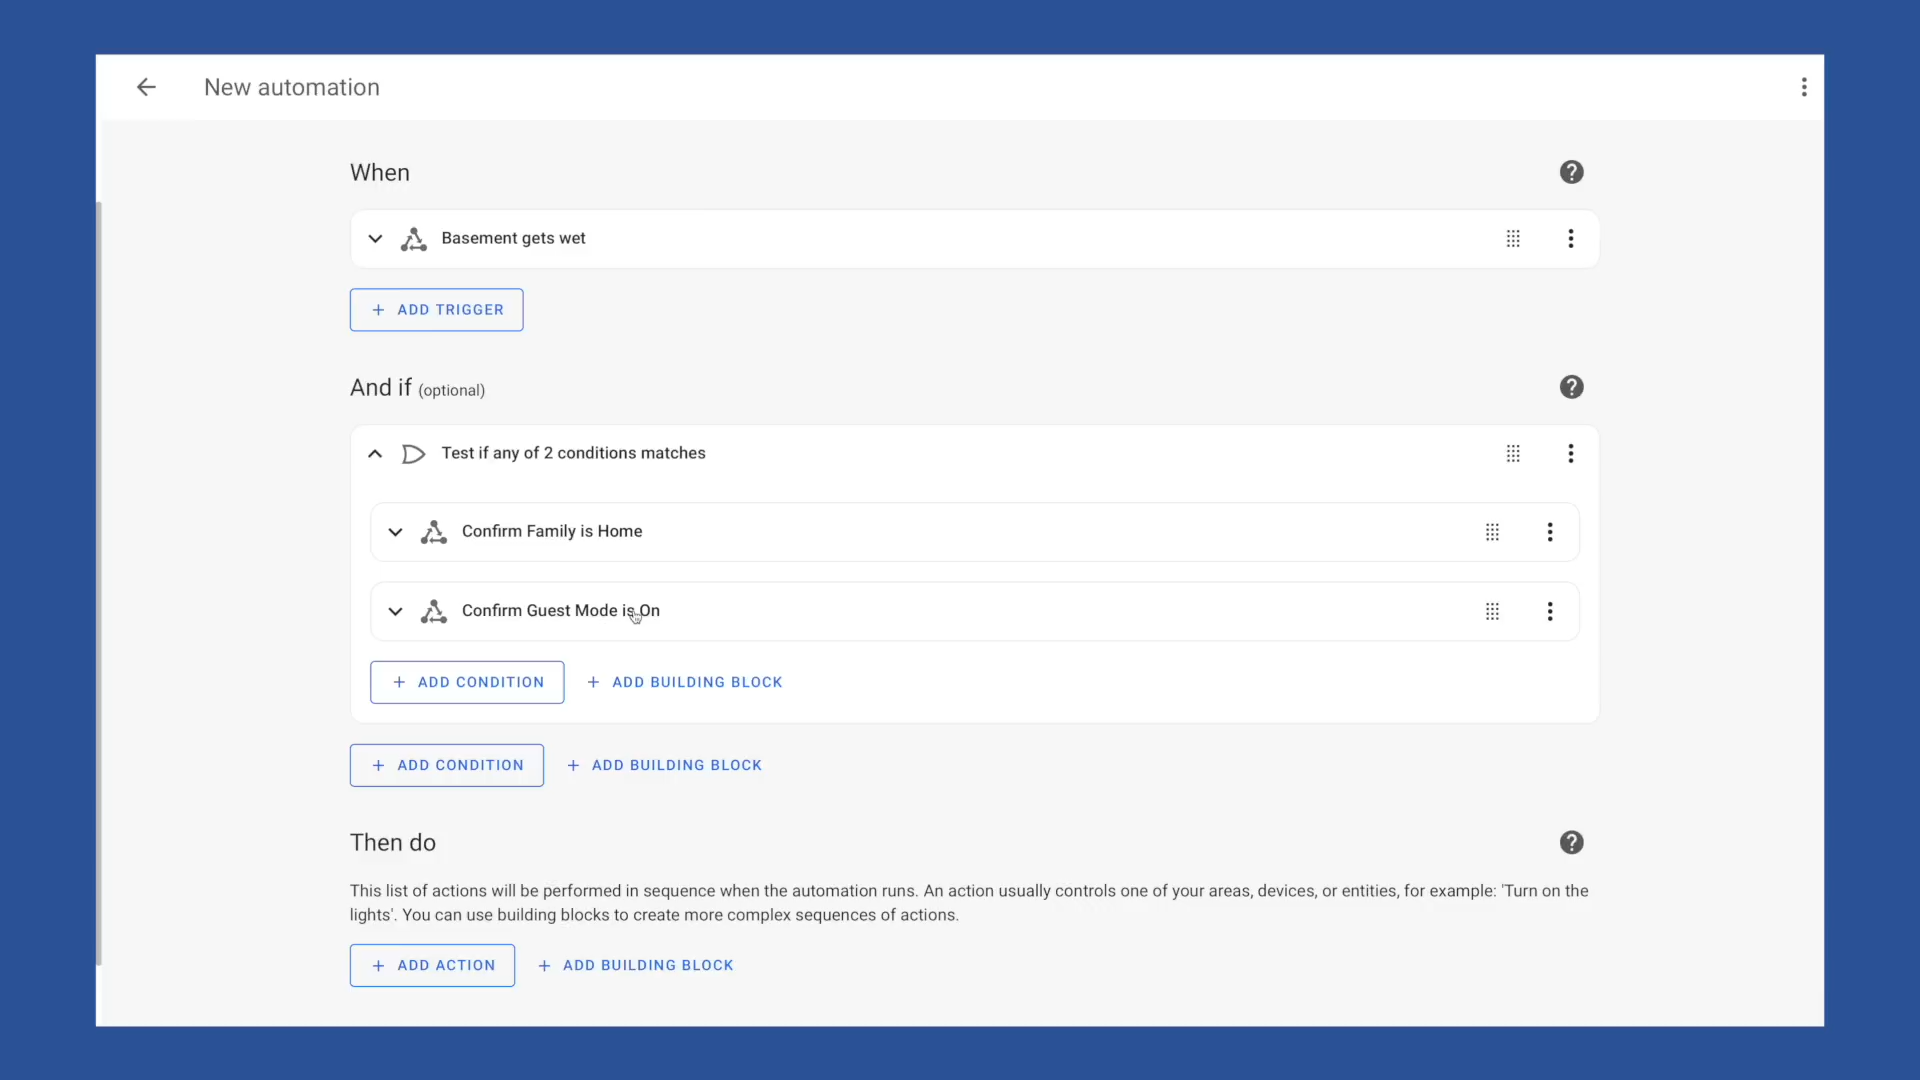 New automation
When
Basement gets wet
+ ADD TRIGGER
And if (optional)
Test if any of 2 conditions matches
Confirm Family is Home
Confirm Guest Mode is On
+ ADD CONDITION + ADD BUILDING BLOCK
+ ADD CONDITION + ADD BUILDING BLOCK
Then do
This list of actions will be performed in sequence when the automation runs. An action usually controls one of your areas, devices, or entities, for example: 'Turn on the
lights'. You can use building blocks to create more complex sequences of actions.
+ ADD ACTION + ADD BUILDING BLOCK